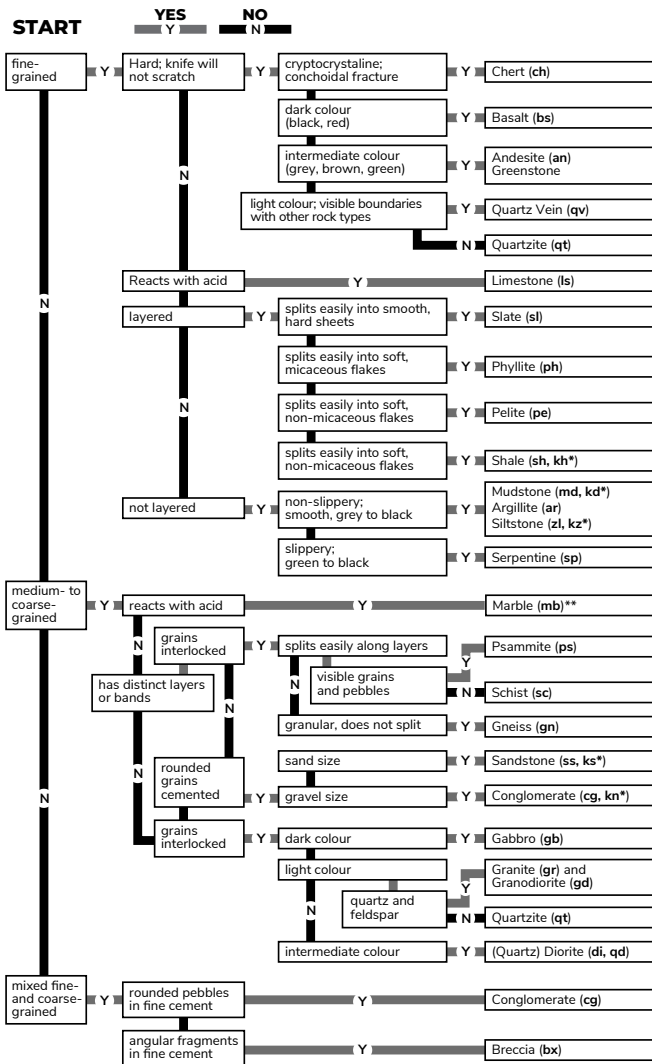 START
YES
Y
NO
N
fine-
grained
Y
Hard; knife will
not scratch
Y
cryptocrystaline;
conchoidal fracture
Y
Chert (ch)
dark colour
(black, red)
Y
Basalt (bs)
intermediate colour
(grey, brown, green)
Y
Andesite (an)
Greenstone
N
light colour; visible boundaries
with other rock types
Y
Quartz Vein (qv)
N
Quartzite (qt)
Reacts with acid
Y
Limestone (ls)
N
layered
Y
splits easily into smooth,
hard sheets
Y
Slate (sl)
splits easily into soft,
micaceous flakes
Y
Phyllite (ph)
N
splits easily into soft,
non-micaceous flakes
Y
Pelite (pe)
splits easily into soft,
non-micaceous flakes
Y
Shale (sh, kh*)
not layered
Y
non-slippery;
smooth, grey to black
Y
Mudstone (md, kd*)
Argillite (ar)
Siltstone (zl, kz*)
slippery;
green to black
Y
Serpentine (sp)
medium- to
coarse-
grained
Y
reacts with acid
Y
Marble (mb)**
N
grains
interlocked
Y
splits easily along layers
Y
Psammite (ps)
has distinct layers
or bands
N
visible grains
and pebbles
N
Schist (sc)
N
granular, does not split
Y
Gneiss (gn)
N
rounded
grains
cemented
sand size
Y
Sandstone (ss, ks*)
N
Y
gravel size
Y
Conglomerate (cg, kn*)
grains
interlocked
Y
dark colour
Y
Gabbro (gb)
light colour
Y
Granite (gr) and
Granodiorite (gd)
N
quartz and
feldspar
N
Quartzite (qt)
intermediate colour
Y
(Quartz) Diorite (di, qd)
mixed fine-
and coarse-
grained
Y
rounded pebbles
in fine cement
Y
Conglomerate (cg)
angular fragments
in fine cement
Y
Breccia (bx)